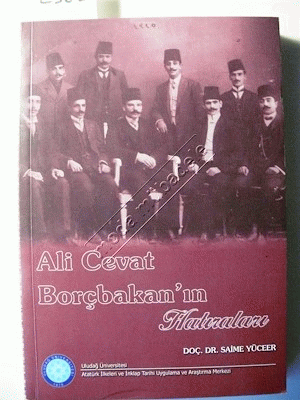 Ali Cevat
Borçbakan'ın
Hatıraları
DOÇ. DR. SAİME YÜCEER
Uludağ Üniversitesi
Atatürk İlkeleri ve İnkılap Tarihi Uygulama ve Araştırma Merkezi